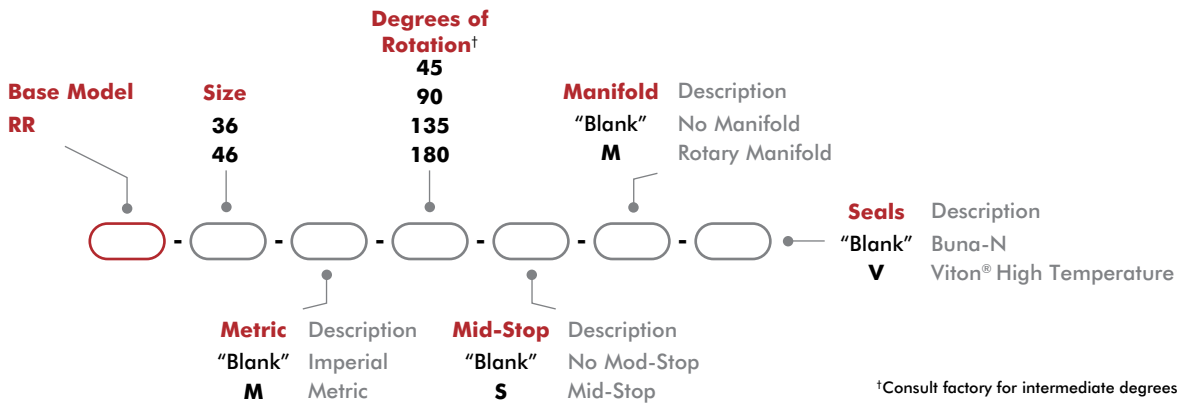 Degrees of
Rotation†
45
90
135
180
Base Model
RR
Size
36
46
Manifold Description
"Blank" No Manifold
M Rotary Manifold
- - - - - -
Seals Description
"Blank" Buna-N
V Viton® High Temperature
Metric Description
"Blank" Imperial
M Metric
Mid-Stop Description
"Blank" No Mod-Stop
S Mid-Stop
†Consult factory for intermediate degrees